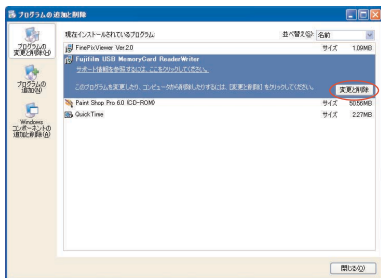 プログラムの追加と削除
プログラムの
変更と削除(H)
プログラムの
追加(N)
Windows
コンポーネントの
追加と削除(A)
現在インストールされているプログラム:
並べ替え(S): 名前
FinePixViewer Ver.2.0 サイズ 1.09MB
Fujifilm USB MemoryCard ReaderWriter
サポート情報を参照するには、ここをクリックしてください。
このプログラムを変更したり、コンピュータから削除したりするには、[変更と削除] をクリックしてください。
変更と削除
Paint Shop Pro 6.0 (CD-ROM) サイズ 50.56MB
QuickTime サイズ 2.27MB
閉じる(O)